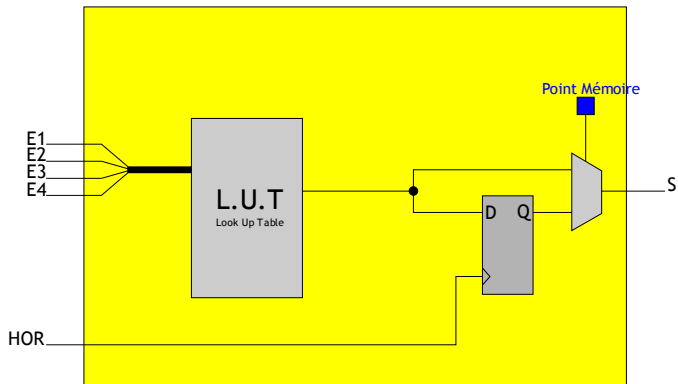 Point Mémoire
E1
E2
E3
E4
L.U.T
Look Up Table
S
D Q
HOR